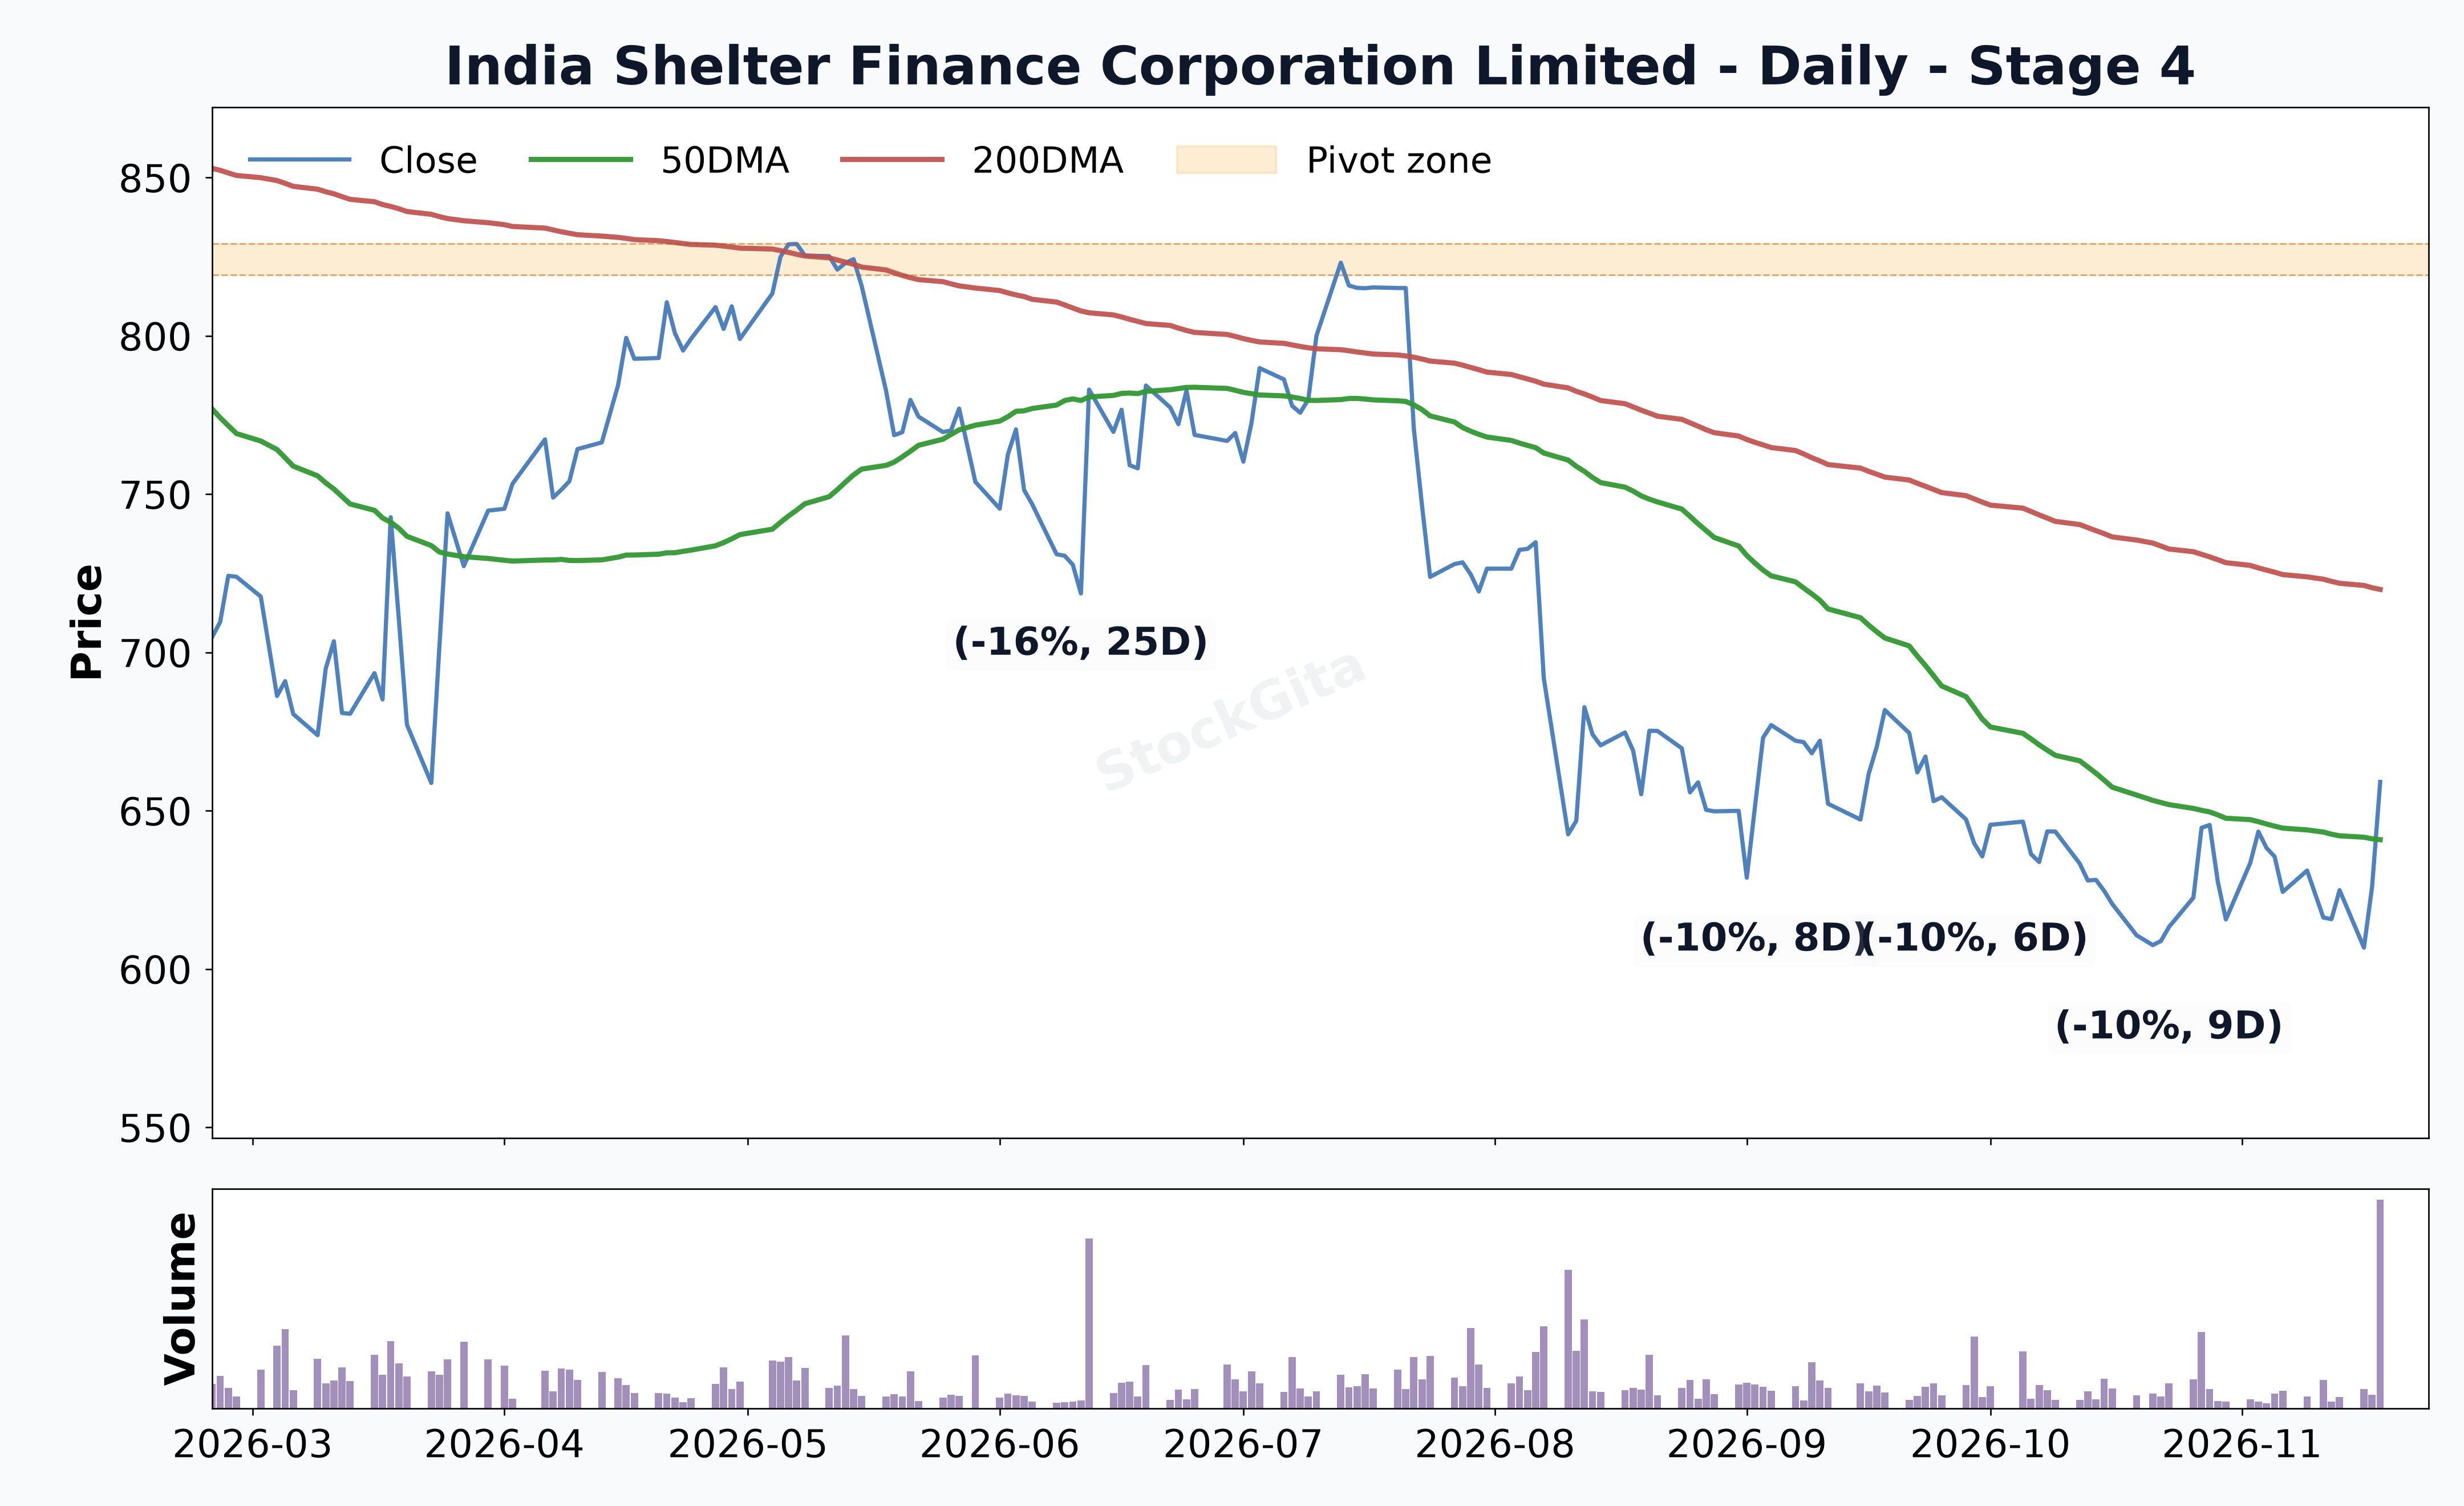 India Shelter Finance Corporation Limited - Daily - Stage 4
Close 50DMA 200DMA Pivot zone
850
800
750
700
650
600
550
Price
(-16%, 25D)
StockGita
(-10%, 8D)
(-10%, 6D)
(-10%, 9D)
Volume
2026-03 2026-04 2026-05 2026-06 2026-07 2026-08 2026-09 2026-10 2026-11